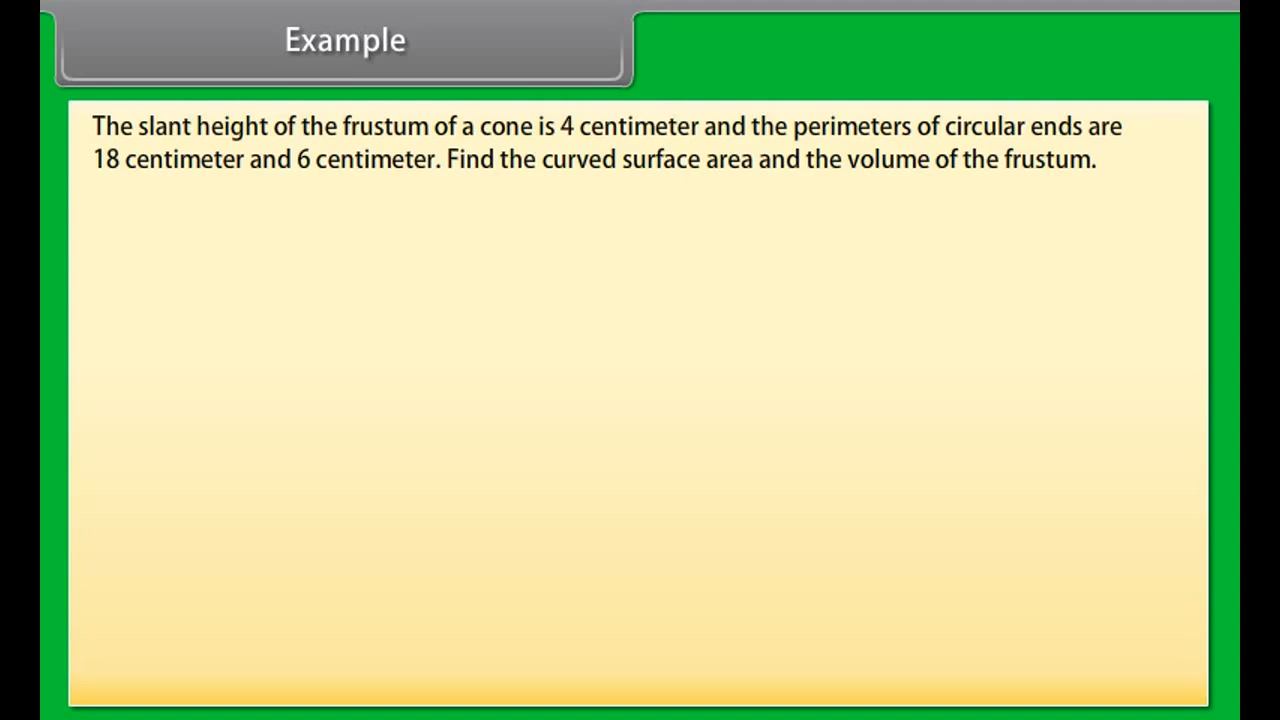 Example
The slant height of the frustum of a cone is 4 centimeter and the perimeters of circular ends are
18 centimeter and 6 centimeter. Find the curved surface area and the volume of the frustum.